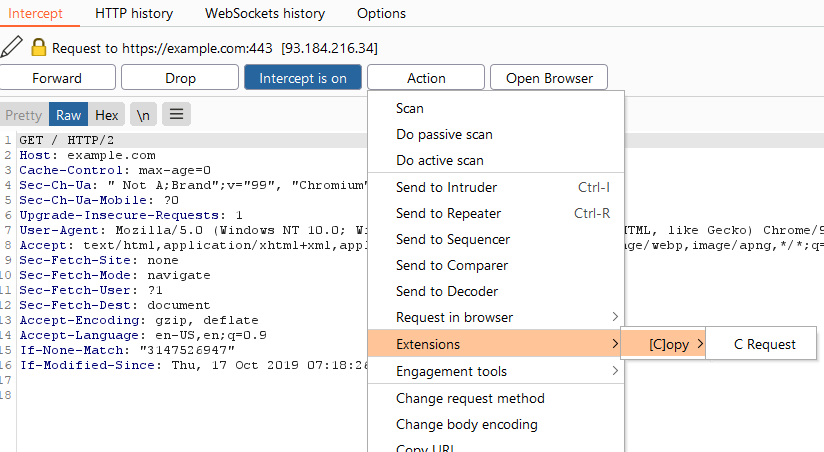 Intercept HTTP history WebSockets history Options
Request to https://example.com:443 [93.184.216.34]
Forward Drop Intercept is on Action Open Browser
Pretty Raw Hex \n
1 GET / HTTP/2
2 Host: example.com
3 Cache-Control: max-age=0
4 Sec-Ch-Ua: " Not A;Brand";v="99", "Chromium"
5 Sec-Ch-Ua-Mobile: ?0
6 Upgrade-Insecure-Requests: 1
7 User-Agent: Mozilla/5.0 (Windows NT 10.0; HTML, like Gecko) Chrome/9
8 Accept: text/html,application/xhtml+xml,appl ge/webp,image/apng,*/*;q=
9 Sec-Fetch-Site: none
10 Sec-Fetch-Mode: navigate
11 Sec-Fetch-User: ?1
12 Sec-Fetch-Dest: document
13 Accept-Encoding: gzip, deflate
14 Accept-Language: en-US,en;q=0.9
15 If-None-Match: "3147526947"
16 If-Modified-Since: Thu, 17 Oct 2019 07:18:26
17
18
Scan
Do passive scan
Do active scan
Send to Intruder Ctrl-I
Send to Repeater Ctrl-R
Send to Sequencer
Send to Comparer
Send to Decoder
Request in browser
Extensions [C]opy C Request
Engagement tools
Change request method
Change body encoding
Copy URL